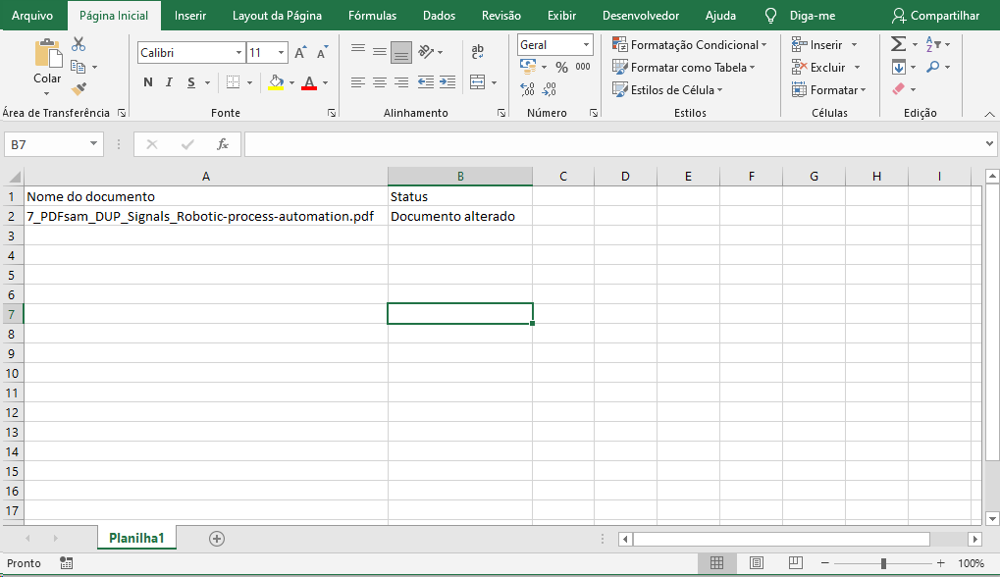 Arquivo Página Inicial Inserir Layout da Página Fórmulas Dados Revisão Exibir Desenvolvedor Ajuda Diga-me Compartilhar
Colar
Calibri 11
N I S
ab
Geral
% 000
Formatação Condicional
Formatar como Tabela
Estilos de Célula
Inserir
Excluir
Formatar
Área de Transferência Fonte Alinhamento Número Estilos Células Edição
B7 fx
A B C D E F G H I
1 Nome do documento Status
2 7_PDFsam_DUP_Signals_Robotic-process-automation.pdf Documento alterado
3
4
5
6
7
8
9
10
11
12
13
14
15
16
17
Planilha1
Pronto 100%